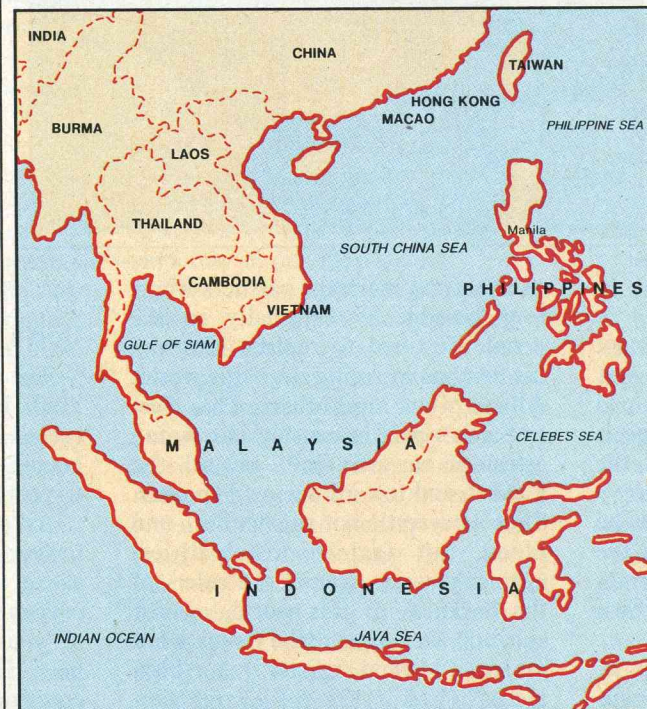 INDIA
CHINA
TAIWAN
HONG KONG
MACAO
PHILIPPINE SEA
BURMA
LAOS
THAILAND
Manila
SOUTH CHINA SEA
CAMBODIA
PHILIPPINES
VIETNAM
GULF OF SIAM
MALAYSIA
CELEBES SEA
INDONESIA
INDIAN OCEAN
JAVA SEA